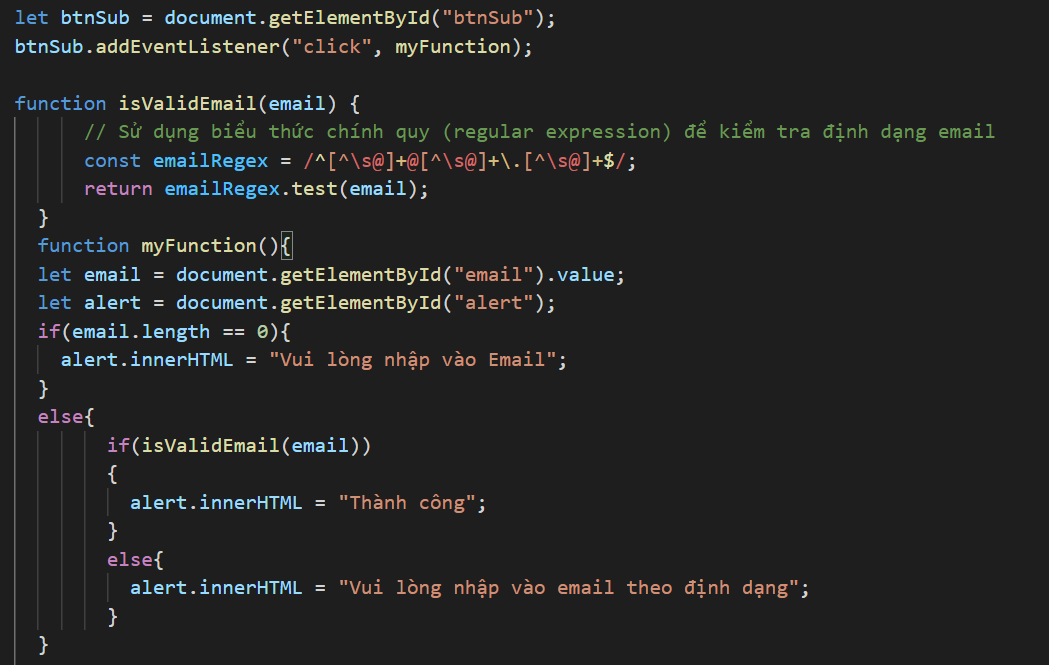 let btnSub = document.getElementById("btnSub");
btnSub.addEventListener("click", myFunction);
function isValidEmail(email) {
// Sử dụng biểu thức chính quy (regular expression) để kiểm tra định dạng email
const emailRegex = /^[^\s@]+@[^\s@]+\.[^\s@]+$/;
return emailRegex.test(email);
}
function myFunction(){
let email = document.getElementById("email").value;
let alert = document.getElementById("alert");
if(email.length == 0){
alert.innerHTML = "Vui lòng nhập vào Email";
}
else{
if(isValidEmail(email))
{
alert.innerHTML = "Thành công";
}
else{
alert.innerHTML = "Vui lòng nhập vào email theo định dạng";
}
}